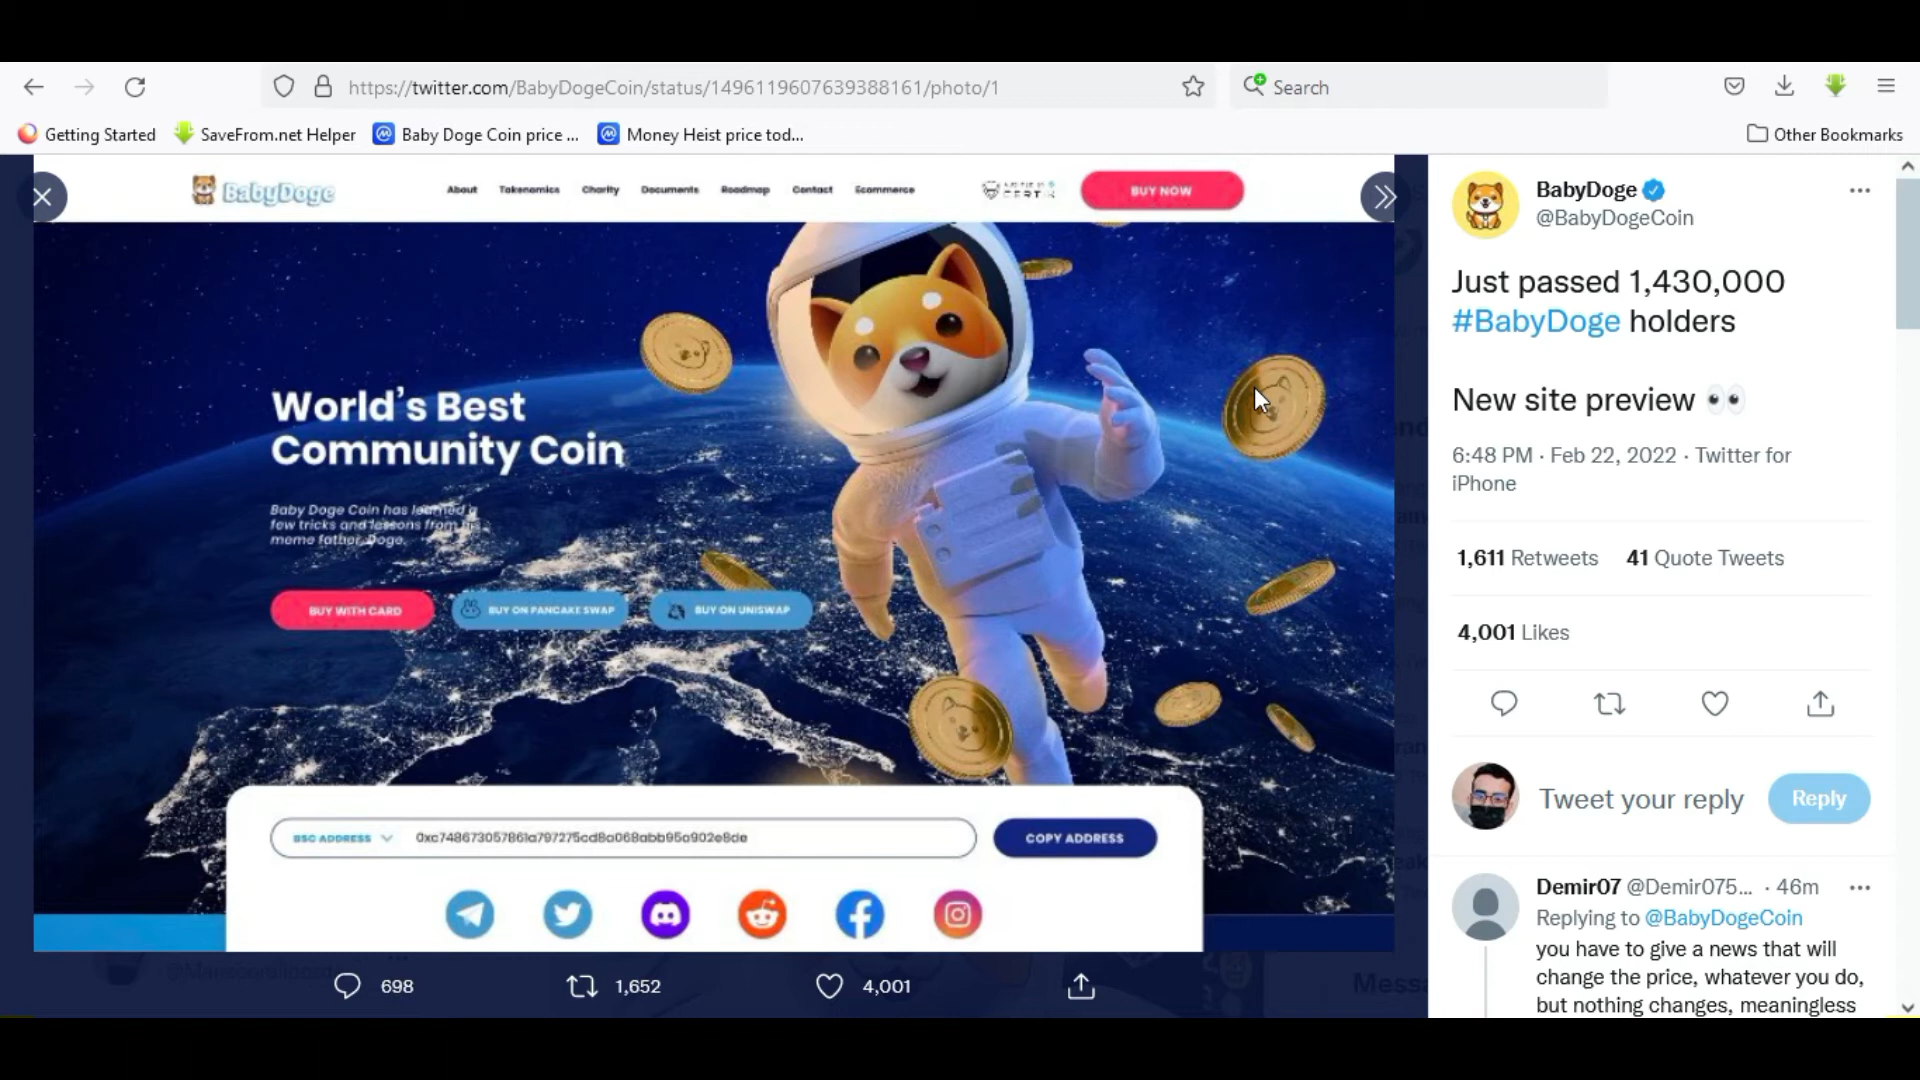 https://twitter.com/BabyDogeCoin/status/1496119607639388161/photo/1
Search
Getting Started
SaveFrom.net Helper
Baby Doge Coin price ...
Money Heist price tod...
Other Bookmarks
BabyDoge
About
Tokenomics
Charity
Documents
Roadmap
Contact
Ecommerce
CERTIK
BUY NOW
World's Best
Community Coin
Baby Doge Coin has learned a
few tricks and lessons from his
meme father, Doge.
BUY WITH CARD
BUY ON PANCAKE SWAP
BUY ON UNISWAP
BSC ADDRESS
0xc748673057861a797275cd8a068abb95a902e8de
COPY ADDRESS
698
1,652
4,001
BabyDoge
@BabyDogeCoin
Just passed 1,430,000
#BabyDoge holders
New site preview 👀
6:48 PM · Feb 22, 2022 · Twitter for
iPhone
1,611 Retweets 41 Quote Tweets
4,001 Likes
Tweet your reply
Reply
Demir07 @Demir075... · 46m
Replying to @BabyDogeCoin
you have to give a news that will
change the price, whatever you do,
but nothing changes, meaningless